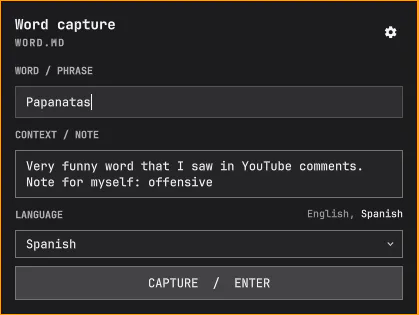 Word capture
WORD.MD
WORD / PHRASE
Papanatas
CONTEXT / NOTE
Very funny word that I saw in YouTube comments.
Note for myself: offensive
LANGUAGE
English, Spanish
Spanish
CAPTURE / ENTER